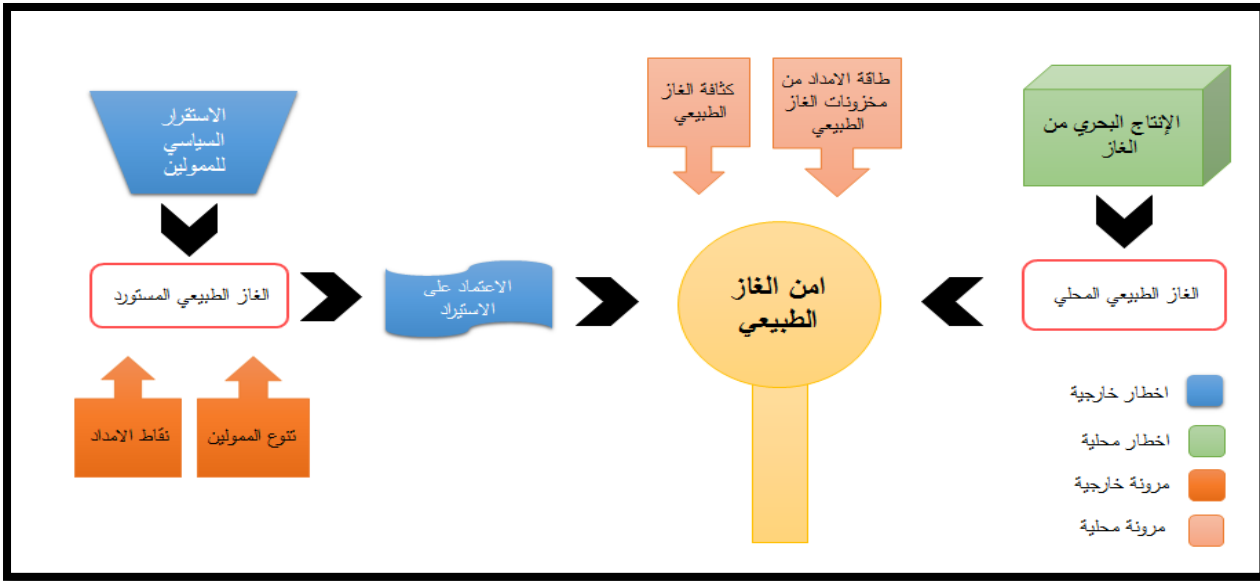 الإنتاج البحري من
الغاز
الغاز الطبيعي المحلي
طاقة الامداد من
مخزونات الغاز
الطبيعي
كثافة الغاز
الطبيعي
امن الغاز
الطبيعي
الاستقرار
السياسي
للممولين
الغاز الطبيعي المستورد
الاعتماد على
الاستيراد
تنوع الممولين
نقاط الامداد
اخطار خارجية
اخطار محلية
مرونة خارجية
مرونة محلية